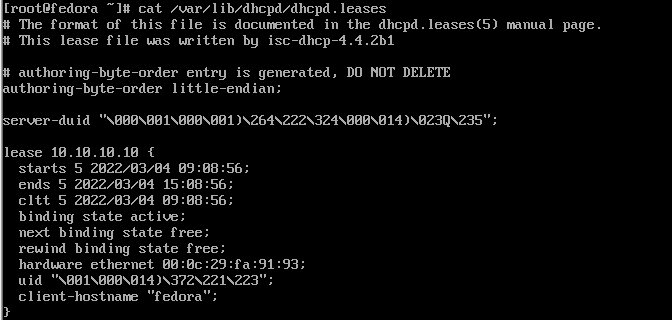 [root@fedora ~]# cat /var/lib/dhcpd/dhcpd.leases
# The format of this file is documented in the dhcpd.leases(5) manual page.
# This lease file was written by isc-dhcp-4.4.2b1
# authoring-byte-order entry is generated, DO NOT DELETE
authoring-byte-order little-endian;
server-duid "\000\001\000\001)\264\222\324\000\014)\023Q\235";
lease 10.10.10.10 {
  starts 5 2022/03/04 09:08:56;
  ends 5 2022/03/04 15:08:56;
  cltt 5 2022/03/04 09:08:56;
  binding state active;
  next binding state free;
  rewind binding state free;
  hardware ethernet 00:0c:29:fa:91:93;
  uid "\001\000\014)\372\221\223";
  client-hostname "fedora";
}